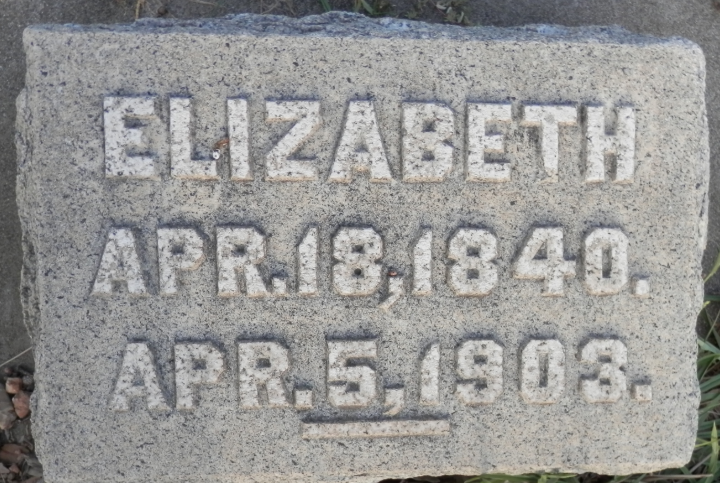 ELIZABETH
APR. 18, 1840.
APR. 5, 1903.